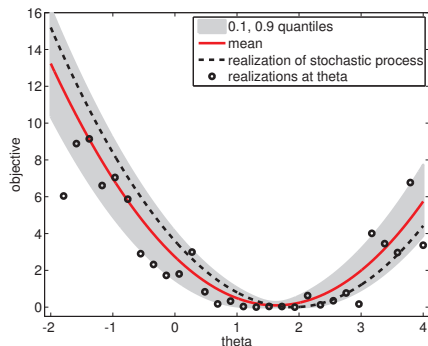 16
14
12
10
8
6
4
2
0
objective
0.1, 0.9 quantiles
mean
realization of stochastic process
realizations at theta
-2 -1 0 1 2 3 4
theta